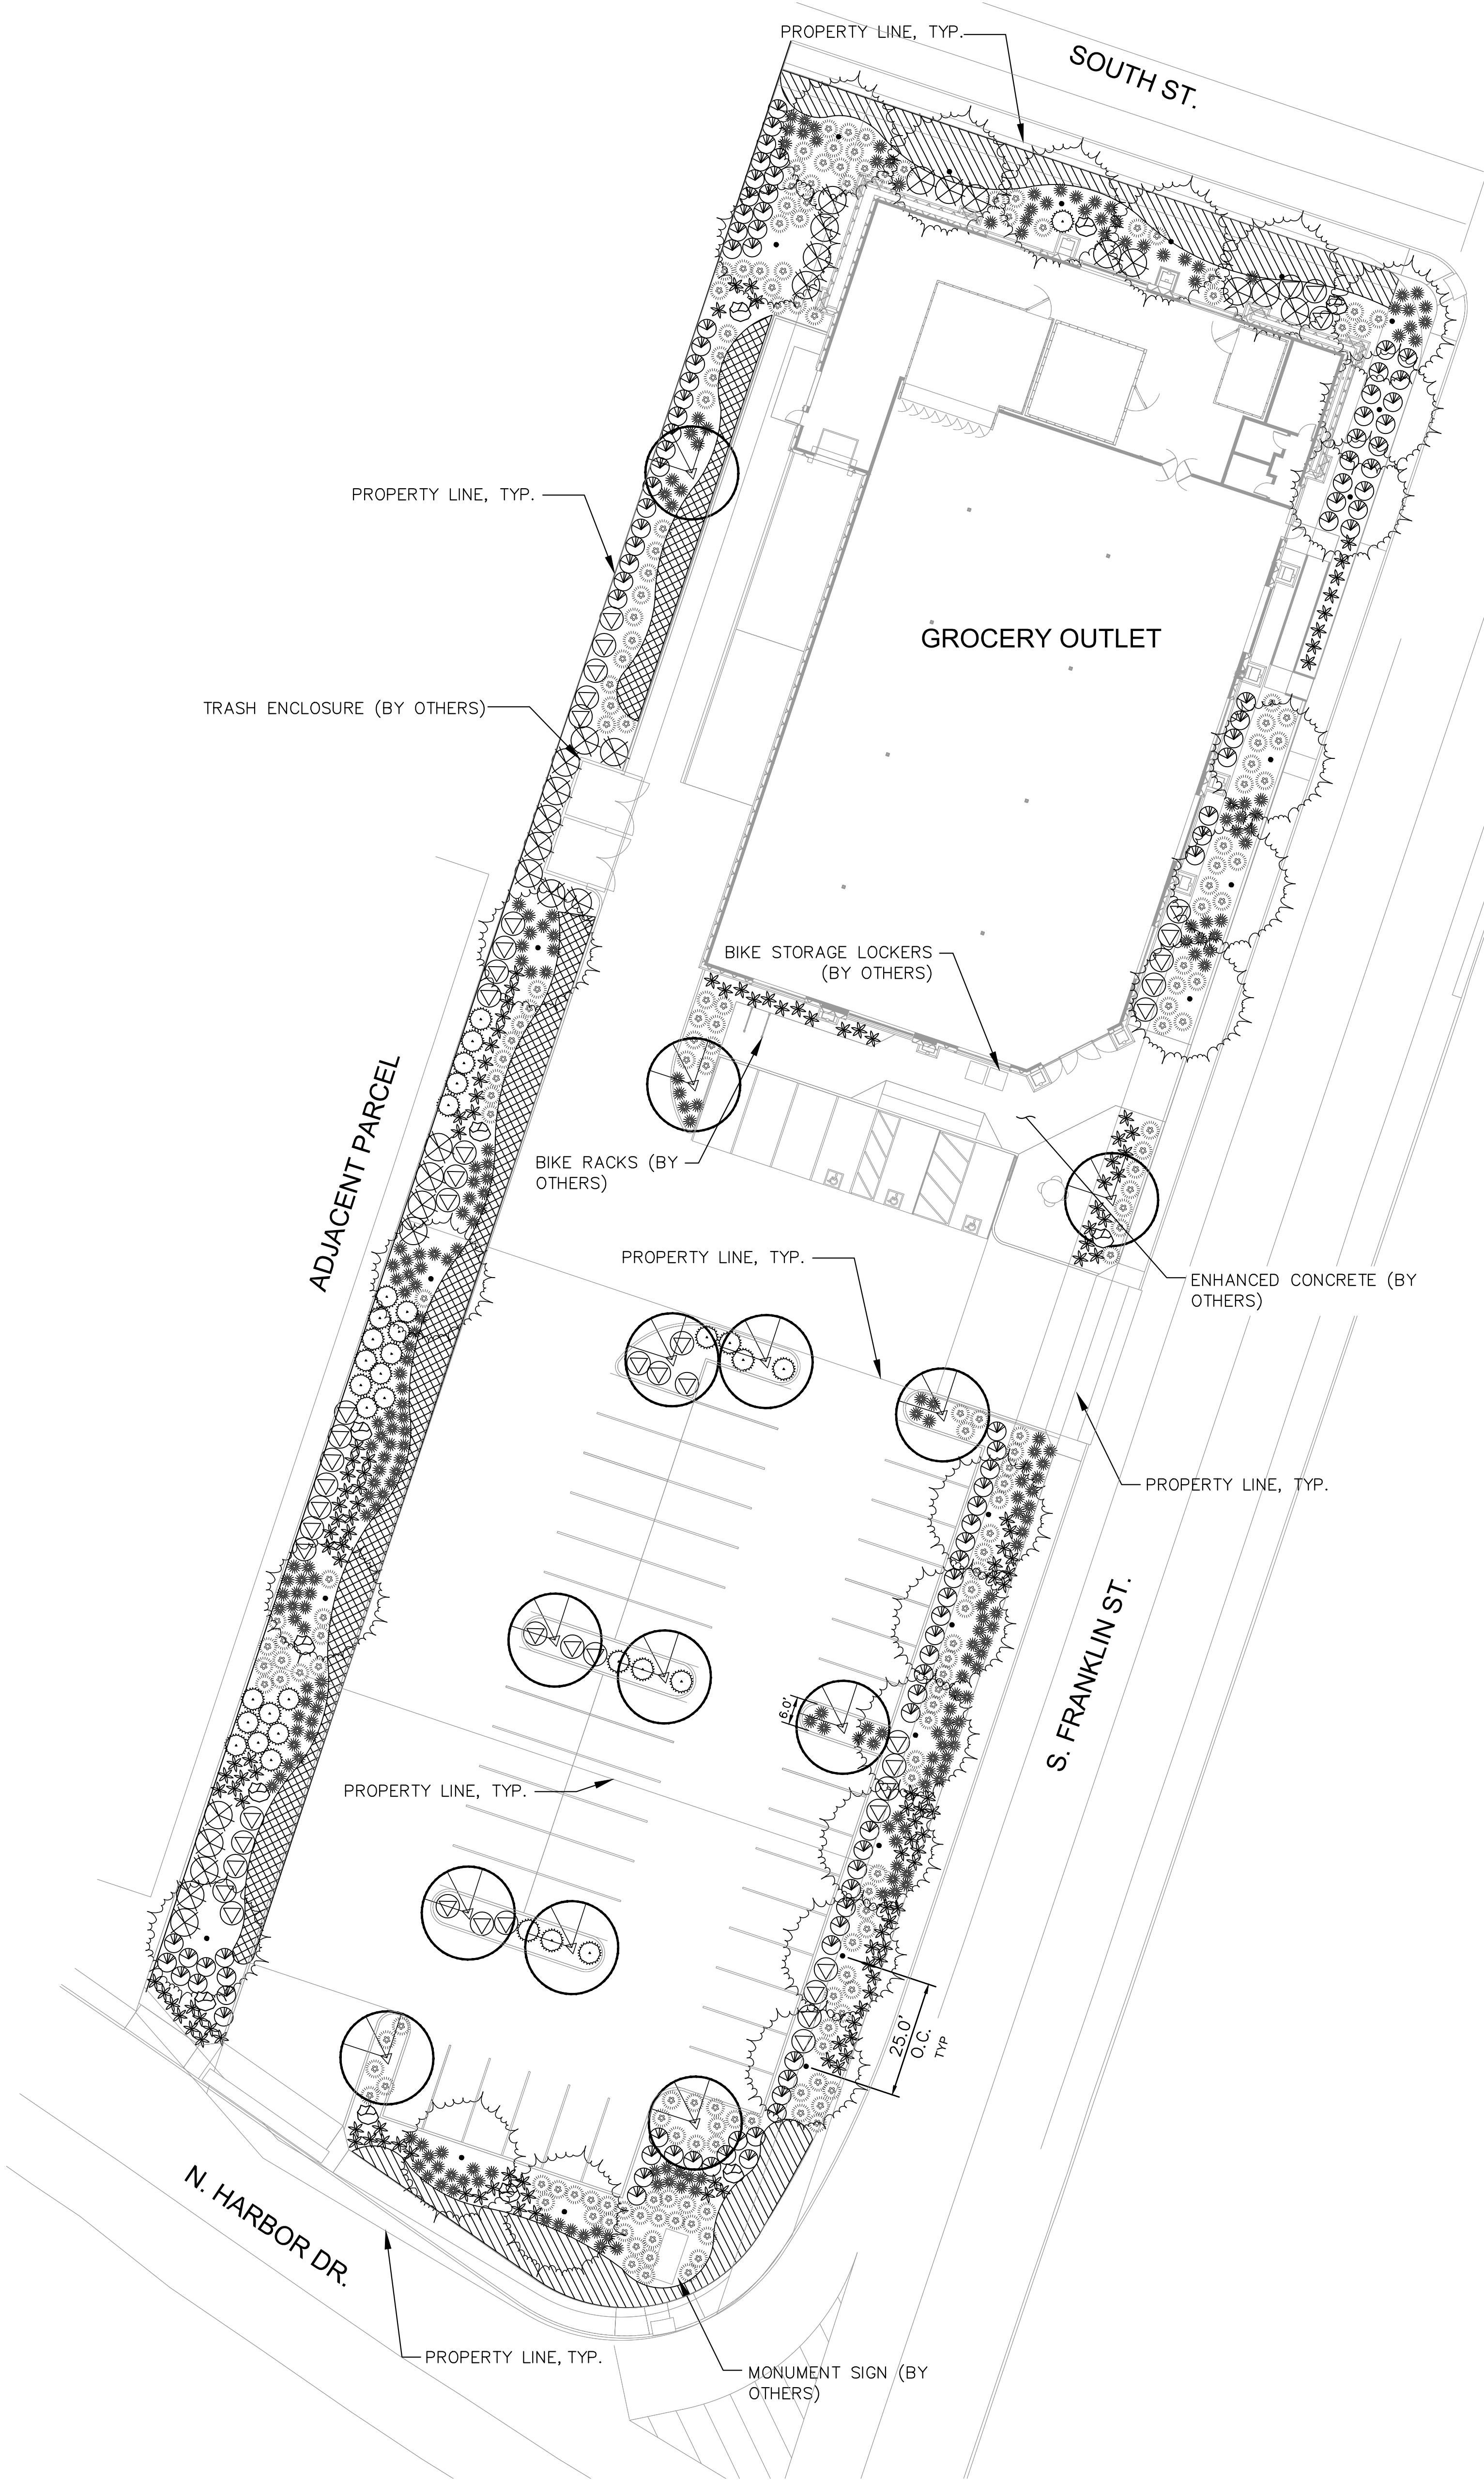 PROPERTY LINE, TYP.
SOUTH ST.
PROPERTY LINE, TYP.
GROCERY OUTLET
TRASH ENCLOSURE (BY OTHERS)
BIKE STORAGE LOCKERS
(BY OTHERS)
ADJACENT PARCEL
BIKE RACKS (BY
OTHERS)
PROPERTY LINE, TYP.
ENHANCED CONCRETE (BY
OTHERS)
PROPERTY LINE, TYP.
S. FRANKLIN ST.
6.0'
PROPERTY LINE, TYP.
25.0'
O.C.
TYP
N. HARBOR DR.
PROPERTY LINE, TYP.
MONUMENT SIGN (BY
OTHERS)